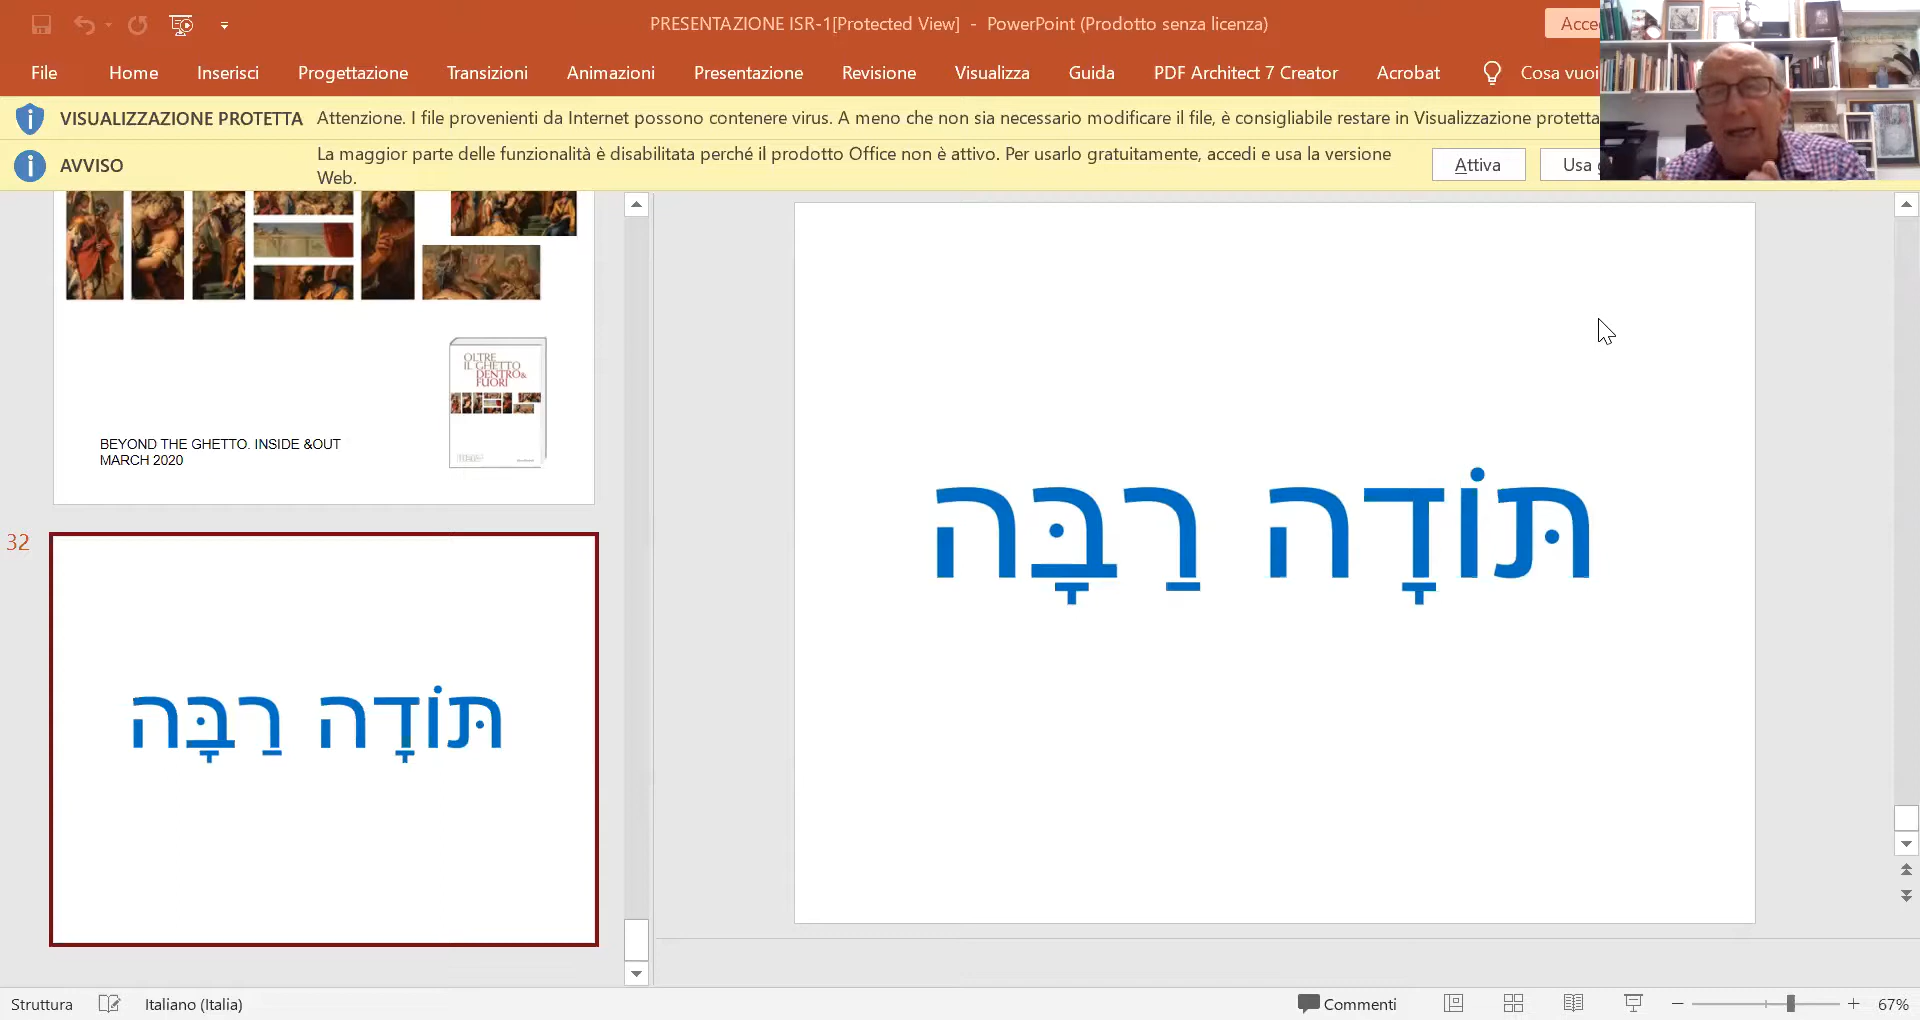 PRESENTAZIONE ISR-1[Protected View] - PowerPoint (Prodotto senza licenza)
File Home Inserisci Progettazione Transizioni Animazioni Presentazione Revisione Visualizza Guida PDF Architect 7 Creator Acrobat Cosa vuoi
VISUALIZZAZIONE PROTETTA Attenzione. I file provenienti da Internet possono contenere virus. A meno che non sia necessario modificare il file, è consigliabile restare in Visualizzazione protetta
AVVISO La maggior parte delle funzionalità è disabilitata perché il prodotto Office non è attivo. Per usarlo gratuitamente, accedi e usa la versione
Web.
Attiva Usa
OLTRE
IL GHETTO
DENTRO&
FUORI
BEYOND THE GHETTO. INSIDE &OUT
MARCH 2020
32
תּוֹדָה רַבָּה
תּוֹדָה רַבָּה
Struttura Italiano (Italia) Commenti 67%